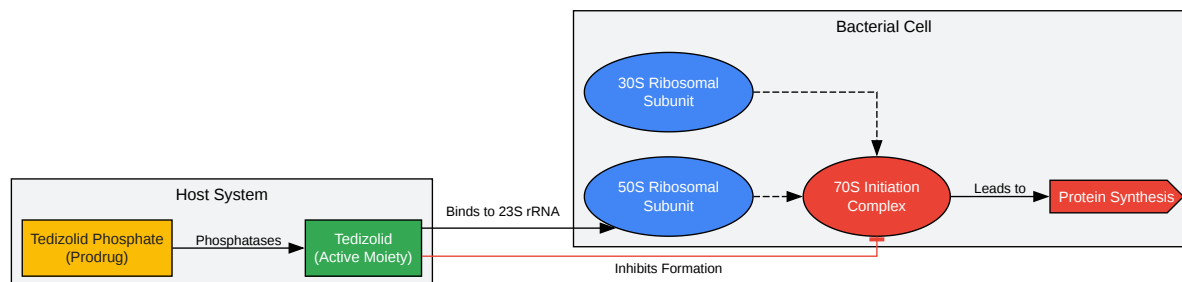 Bacterial Cell
30S Ribosomal
Subunit
50S Ribosomal
Subunit
70S Initiation
Complex
Leads to
Protein Synthesis
Host System
Tedizolid Phosphate
(Prodrug)
Phosphatases
Tedizolid
(Active Moiety)
Binds to 23S rRNA
Inhibits Formation